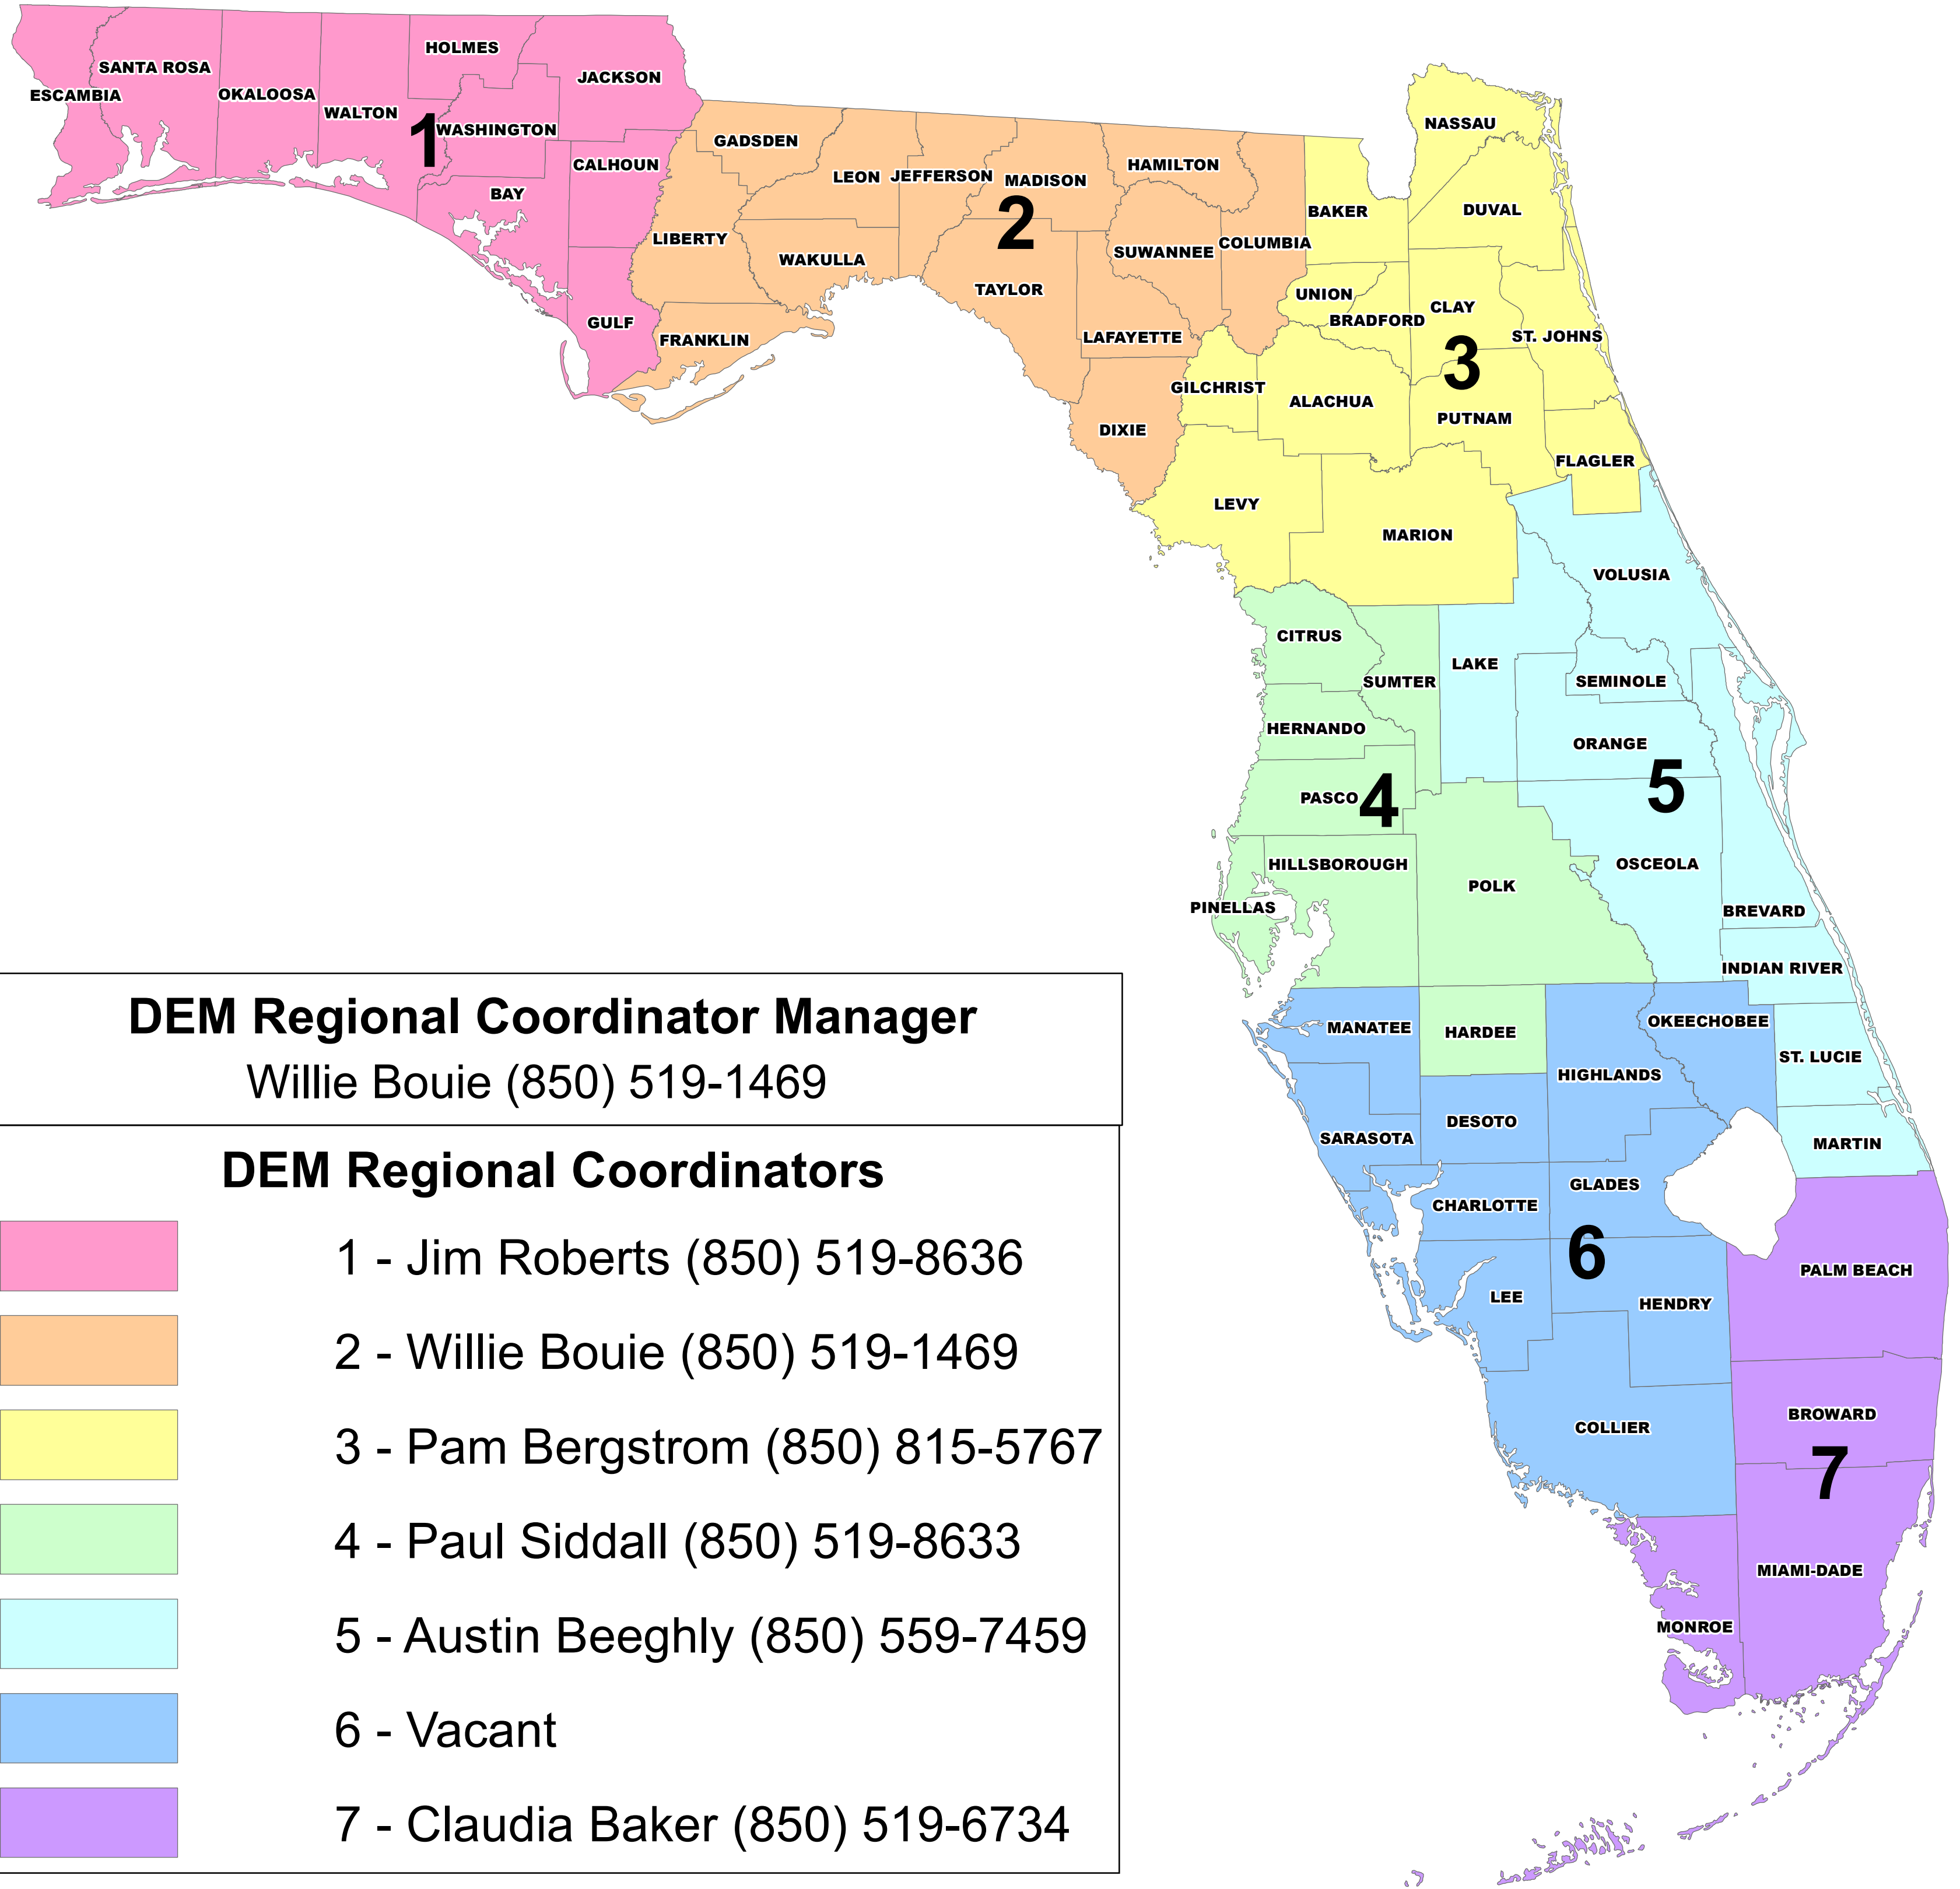 HOLMES
SANTA ROSA
JACKSON
ESCAMBIA
OKALOOSA
WALTON
1
WASHINGTON
CALHOUN
BAY
GULF
GADSDEN
LEON
JEFFERSON
MADISON
HAMILTON
2
LIBERTY
WAKULLA
SUWANNEE
COLUMBIA
TAYLOR
FRANKLIN
LAFAYETTE
DIXIE
NASSAU
BAKER
DUVAL
UNION
BRADFORD
CLAY
ST. JOHNS
3
GILCHRIST
ALACHUA
PUTNAM
FLAGLER
LEVY
MARION
VOLUSIA
CITRUS
LAKE
SUMTER
SEMINOLE
HERNANDO
ORANGE
PASCO
4
5
HILLSBOROUGH
OSCEOLA
POLK
PINELLAS
BREVARD
INDIAN RIVER
MANATEE
HARDEE
OKEECHOBEE
ST. LUCIE
HIGHLANDS
DESOTO
SARASOTA
MARTIN
GLADES
CHARLOTTE
6
PALM BEACH
LEE
HENDRY
BROWARD
COLLIER
7
MIAMI-DADE
MONROE
DEM Regional Coordinator Manager
Willie Bouie (850) 519-1469
DEM Regional Coordinators
1 - Jim Roberts (850) 519-8636
2 - Willie Bouie (850) 519-1469
3 - Pam Bergstrom (850) 815-5767
4 - Paul Siddall (850) 519-8633
5 - Austin Beeghly (850) 559-7459
6 - Vacant
7 - Claudia Baker (850) 519-6734